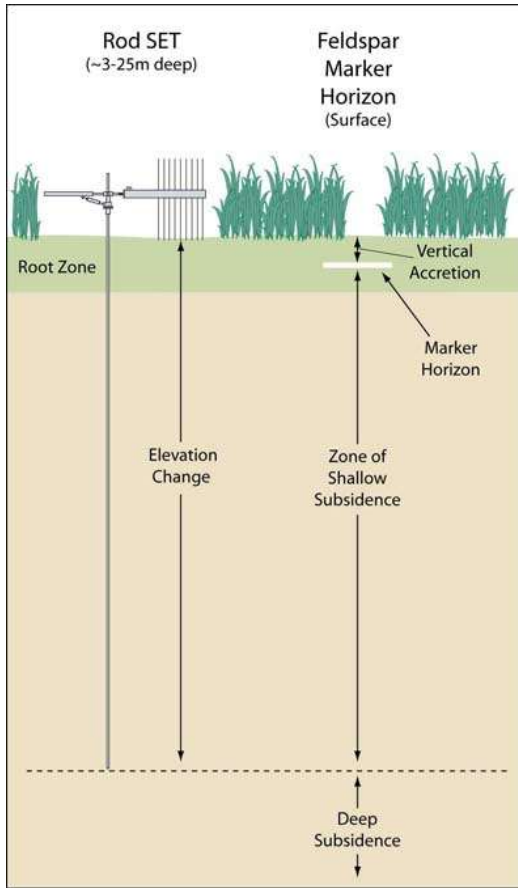 Rod SET
(~3-25m deep)
Feldspar
Marker
Horizon
(Surface)
Root Zone
Vertical
Accretion
Marker
Horizon
Elevation
Change
Zone of
Shallow
Subsidence
Deep
Subsidence